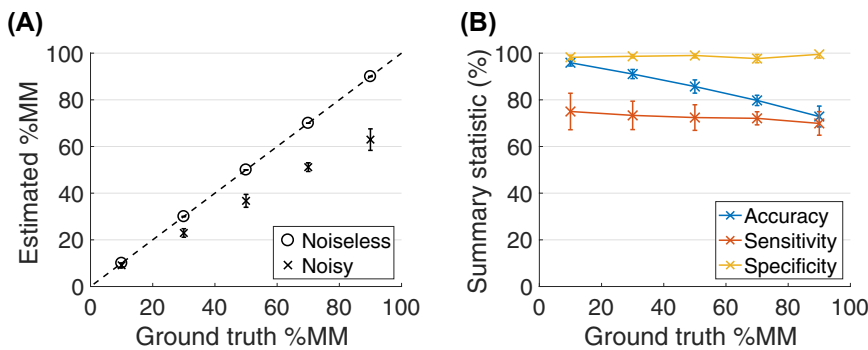 (A)
Estimated %MM
100
80
60
40
20
0
0 20 40 60 80 100
Ground truth %MM
Noiseless
Noisy
(B)
Summary statistic (%)
100
80
60
40
20
0
0 20 40 60 80 100
Ground truth %MM
Accuracy
Sensitivity
Specificity